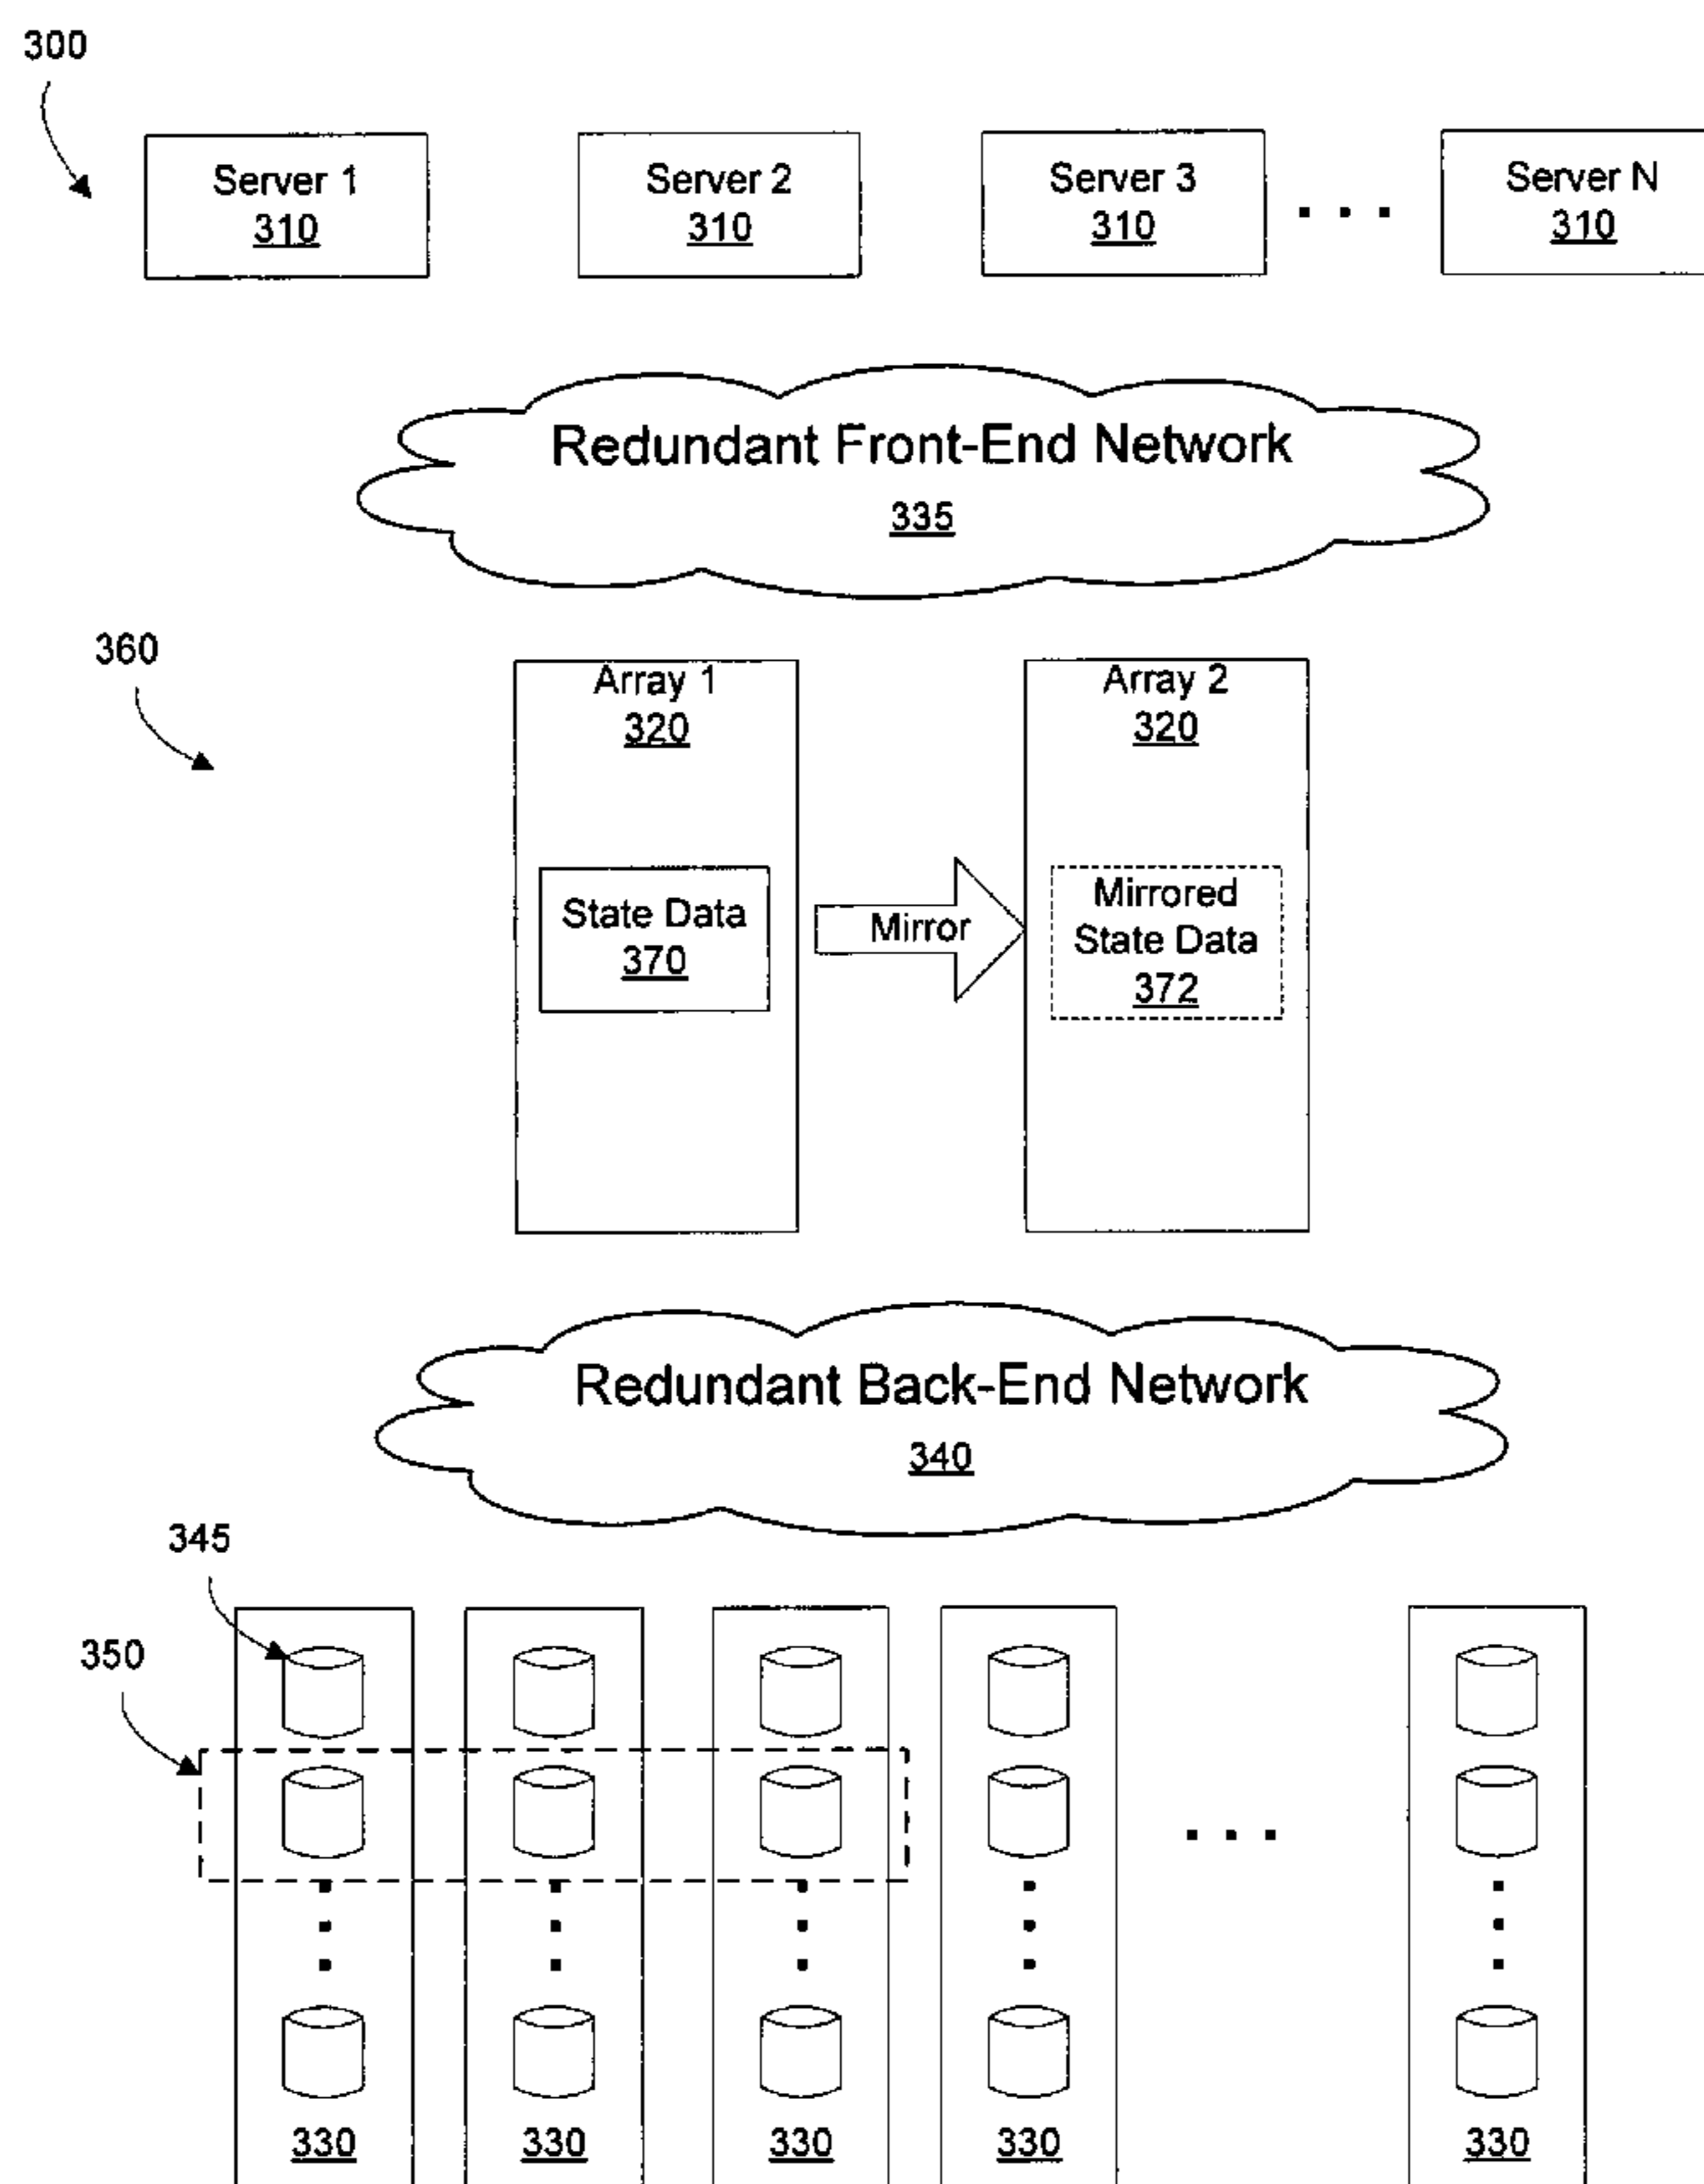 300
Server 1
310
Server 2
310
Server 3
310
. . .
Server N
310
Redundant Front-End Network
335
360
Array 1
320
Array 2
320
State Data
370
Mirror
Mirrored
State Data
372
Redundant Back-End Network
340
345
350
330
330
330
330
330